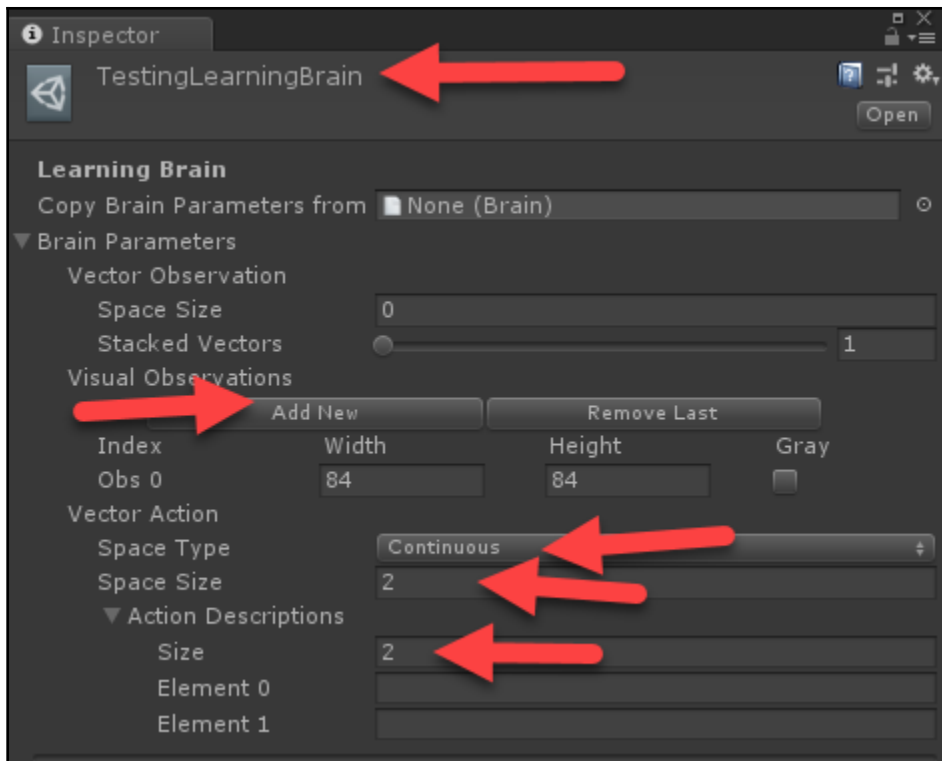 Inspector
TestingLearningBrain
Open
Learning Brain
Copy Brain Parameters from None (Brain)
Brain Parameters
Vector Observation
Space Size 0
Stacked Vectors 1
Visual Observations
Add New Remove Last
Index Width Height Gray
Obs 0 84 84
Vector Action
Space Type Continuous
Space Size 2
Action Descriptions
Size 2
Element 0
Element 1